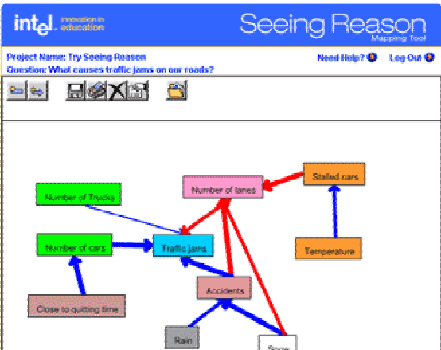 intel. innovation in
education
Seeing Reason
Mapping Tool
Project Name: Try Seeing Reason
Need Help? Log Out
Question: What causes traffic jams on our roads?
Stalled cars
Number of lanes
Number of Trucks
Number of cars
Traffic jams
Temperature
Accidents
Close to quitting time
Rain
Snow